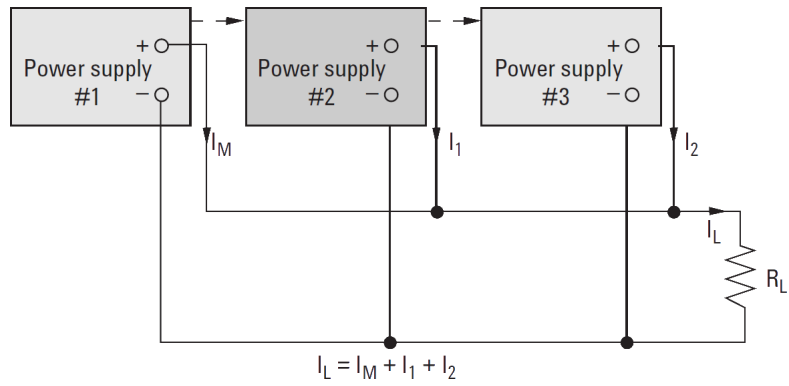 +
Power supply
#1
−
+
Power supply
#2
−
+
Power supply
#3
−
I_M
I_1
I_2
I_L
R_L
I_L = I_M + I_1 + I_2